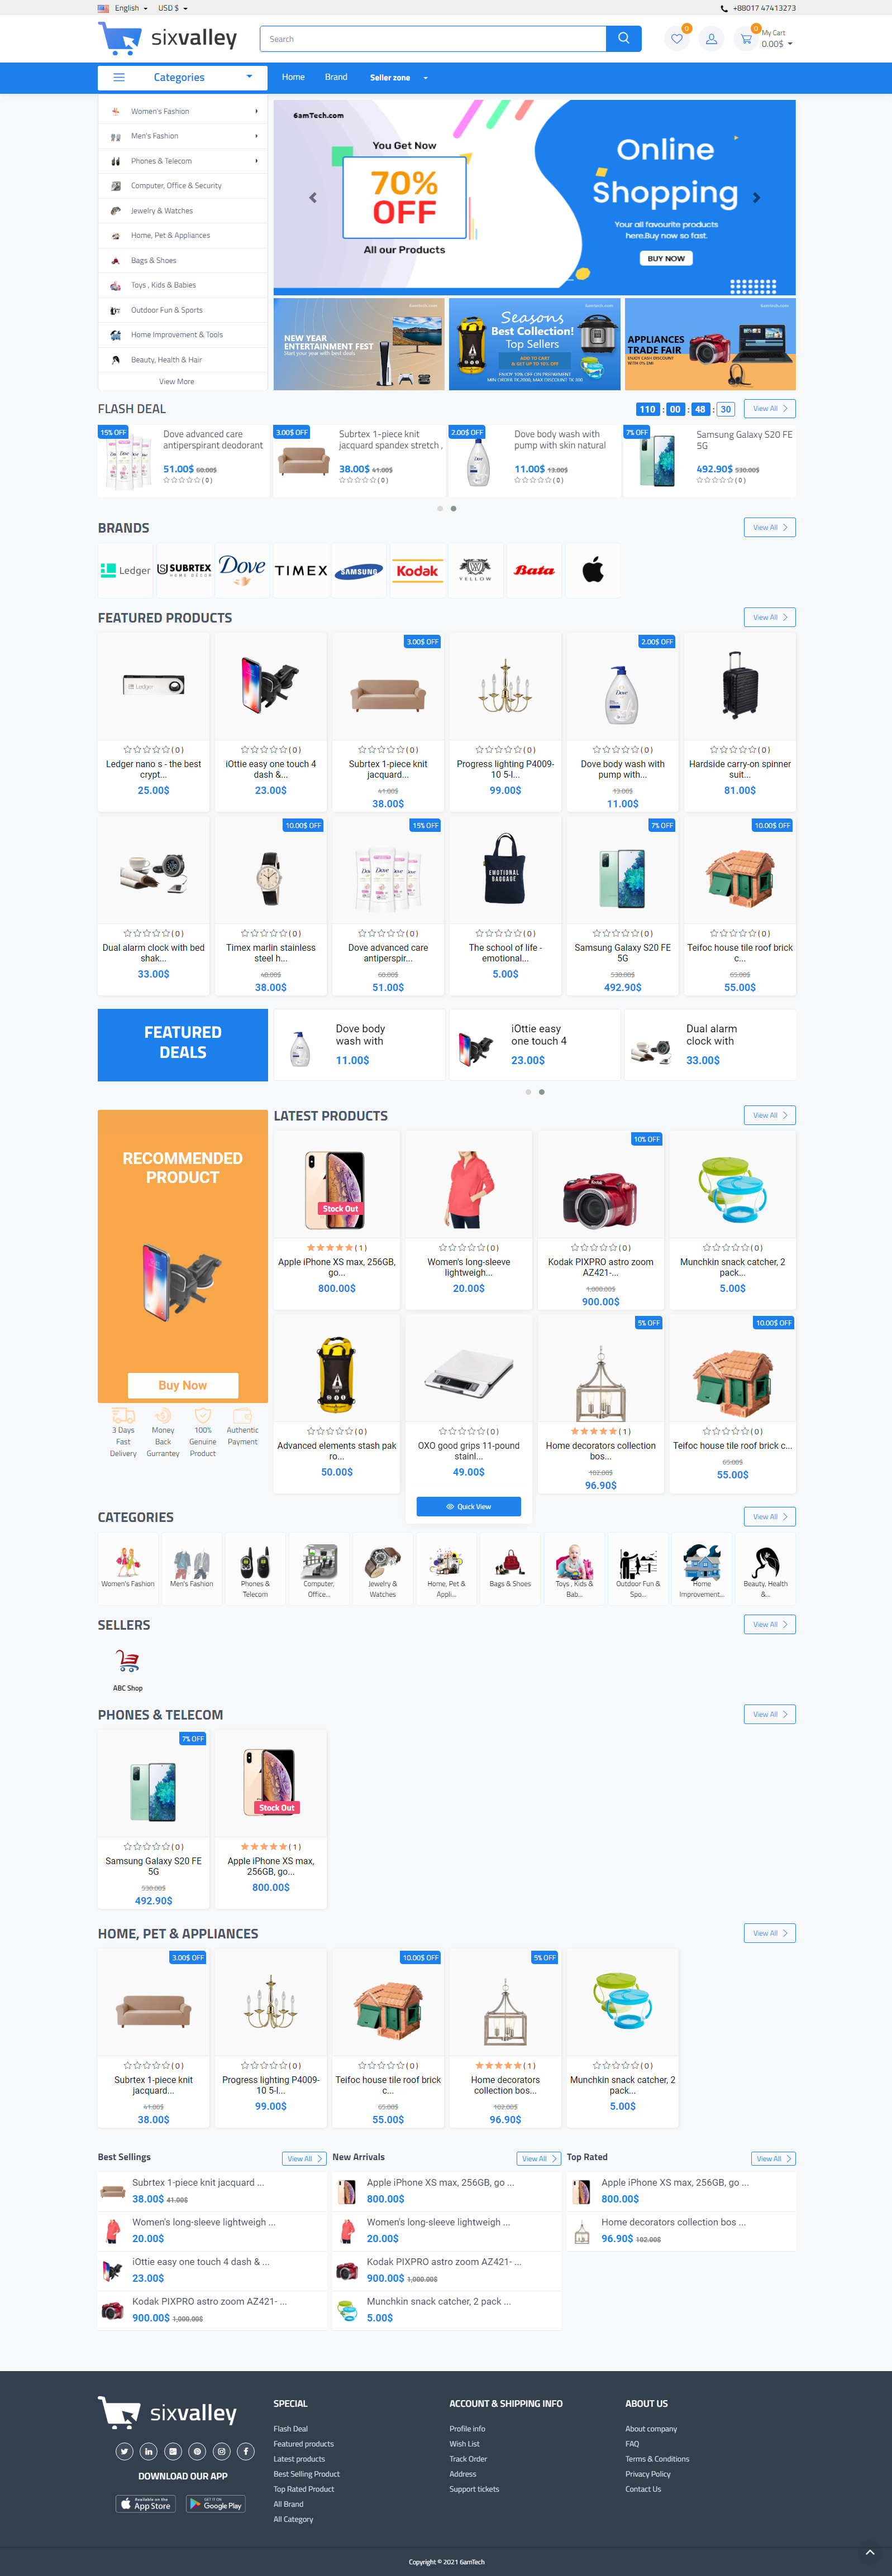 English
USD $
+88017 47413273
sixvalley
Search
0
0
My Cart
0.00$
Categories
Home
Brand
Seller zone
Women's Fashion
Men's Fashion
Phones & Telecom
Computer, Office & Security
Jewelry & Watches
Home, Pet & Appliances
Bags & Shoes
Toys , Kids & Babies
Outdoor Fun & Sports
Home Improvement & Tools
Beauty, Health & Hair
View More
6amTech.com
You Get Now
70%
OFF
All our Products
Online
Shopping
Your all favourite products
here.Buy now so fast.
BUY NOW
6amtech.com
NEW YEAR
ENTERTAINMENT FEST
Start your year with best deals
Seasons
Best Collection!
Top Sellers
ADD TO CART
6amtech.com
APPLIANCES
TRADE FAIR
ENJOY CASH DISCOUNT
WITH 0% EMI
FLASH DEAL
110 : 00 : 48 : 30
View All
15% OFF
Dove advanced care
antiperspirant deodorant
51.00$ 60.00$
( 0 )
3.00$ OFF
Subrtex 1-piece knit
jacquard spandex stretch ,
38.00$ 41.00$
( 0 )
2.00$ OFF
Dove body wash with
pump with skin natural
11.00$ 13.00$
( 0 )
7% OFF
Samsung Galaxy S20 FE
5G
492.90$ 530.00$
( 0 )
BRANDS
View All
Ledger
SUBRTEX
HOME DECOR
Dove
TIMEX
SAMSUNG
Kodak
YELLOW
Bata
FEATURED PRODUCTS
View All
Ledger
( 0 )
Ledger nano s - the best
crypt...
25.00$
( 0 )
iOttie easy one touch 4
dash &...
23.00$
3.00$ OFF
( 0 )
Subrtex 1-piece knit
jacquard...
41.00$
38.00$
( 0 )
Progress lighting P4009-
10 5-l...
99.00$
2.00$ OFF
Dove
( 0 )
Dove body wash with
pump with...
13.00$
11.00$
( 0 )
Hardside carry-on spinner
suit...
81.00$
( 0 )
Dual alarm clock with bed
shak...
33.00$
10.00$ OFF
( 0 )
Timex marlin stainless
steel h...
48.00$
38.00$
15% OFF
Dove
( 0 )
Dove advanced care
antiperspir...
60.00$
51.00$
EMOTIONAL
BAGGAGE
( 0 )
The school of life -
emotional...
5.00$
7% OFF
( 0 )
Samsung Galaxy S20 FE
5G
530.00$
492.90$
10.00$ OFF
( 0 )
Teifoc house tile roof brick
c...
65.00$
55.00$
FEATURED
DEALS
Dove body
wash with
11.00$
iOttie easy
one touch 4
23.00$
Dual alarm
clock with
33.00$
RECOMMENDED
PRODUCT
Buy Now
3 Days
Fast
Delivery
Money
Back
Gurrantey
100%
Genuine
Product
Authentic
Payment
LATEST PRODUCTS
View All
Stock Out
( 1 )
Apple iPhone XS max, 256GB,
go...
800.00$
( 0 )
Women's long-sleeve
lightweigh...
20.00$
10% OFF
( 0 )
Kodak PIXPRO astro zoom
AZ421-...
1,000.00$
900.00$
( 0 )
Munchkin snack catcher, 2
pack...
5.00$
( 0 )
Advanced elements stash pak
ro...
50.00$
( 0 )
OXO good grips 11-pound
stainl...
49.00$
Quick View
5% OFF
( 1 )
Home decorators collection
bos...
102.00$
96.90$
10.00$ OFF
( 0 )
Teifoc house tile roof brick c...
65.00$
55.00$
CATEGORIES
View All
Women's Fashion
Men's Fashion
Phones &
Telecom
Computer,
Office...
Jewelry &
Watches
Home, Pet &
Appli...
Bags & Shoes
Toys , Kids &
Bab...
Outdoor Fun &
Spo...
Home
Improvement...
Beauty, Health
&...
SELLERS
View All
ABC Shop
PHONES & TELECOM
View All
7% OFF
( 0 )
Samsung Galaxy S20 FE
5G
530.00$
492.90$
Stock Out
( 1 )
Apple iPhone XS max,
256GB, go...
800.00$
HOME, PET & APPLIANCES
View All
3.00$ OFF
( 0 )
Subrtex 1-piece knit
jacquard...
41.00$
38.00$
( 0 )
Progress lighting P4009-
10 5-l...
99.00$
10.00$ OFF
( 0 )
Teifoc house tile roof brick
c...
65.00$
55.00$
5% OFF
( 1 )
Home decorators
collection bos...
102.00$
96.90$
( 0 )
Munchkin snack catcher, 2
pack...
5.00$
Best Sellings
View All
Subrtex 1-piece knit jacquard ...
38.00$ 41.00$
Women's long-sleeve lightweigh ...
20.00$
iOttie easy one touch 4 dash & ...
23.00$
Kodak PIXPRO astro zoom AZ421- ...
900.00$ 1,000.00$
New Arrivals
View All
Apple iPhone XS max, 256GB, go ...
800.00$
Women's long-sleeve lightweigh ...
20.00$
Kodak PIXPRO astro zoom AZ421- ...
900.00$ 1,000.00$
Munchkin snack catcher, 2 pack ...
5.00$
Top Rated
View All
Apple iPhone XS max, 256GB, go ...
800.00$
Home decorators collection bos ...
96.90$ 102.00$
sixvalley
DOWNLOAD OUR APP
Available on the
App Store
GET IT ON
Google Play
SPECIAL
Flash Deal
Featured products
Latest products
Best Selling Product
Top Rated Product
All Brand
All Category
ACCOUNT & SHIPPING INFO
Profile info
Wish List
Track Order
Address
Support tickets
ABOUT US
About company
FAQ
Terms & Conditions
Privacy Policy
Contact Us
Copyright © 2021 6amTech